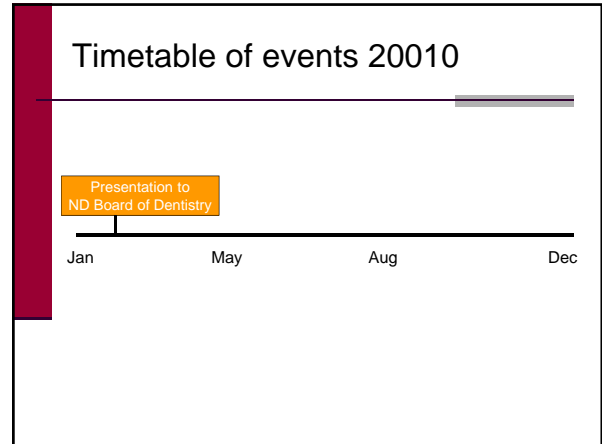 Timetable of events 20010
Presentation to
ND Board of Dentistry
Jan May Aug Dec